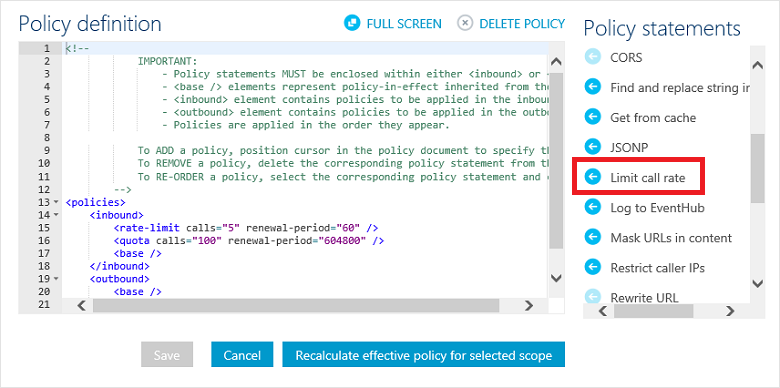 Policy definition
FULL SCREEN
DELETE POLICY
1 <!--
2 IMPORTANT:
3 - Policy statements MUST be enclosed within either <inbound> or
4 - <base /> elements represent policy-in-effect inherited from the
5 - <inbound> element contains policies to be applied in the inbour
6 - <outbound> element contains policies to be applied in the outbo
7 - Policies are applied in the order they appear.
8
9 To ADD a policy, position cursor in the policy document to specify th
10 To REMOVE a policy, delete the corresponding policy statement from th
11 To RE-ORDER a policy, select the corresponding policy statement and
12 -->
13 <policies>
14 <inbound>
15 <rate-limit calls="5" renewal-period="60" />
16 <quota calls="100" renewal-period="604800" />
17 <base />
18 </inbound>
19 <outbound>
20 <base />
21
Save
Cancel
Recalculate effective policy for selected scope
Policy statements
CORS
Find and replace string in
Get from cache
JSONP
Limit call rate
Log to EventHub
Mask URLs in content
Restrict caller IPs
Rewrite URL